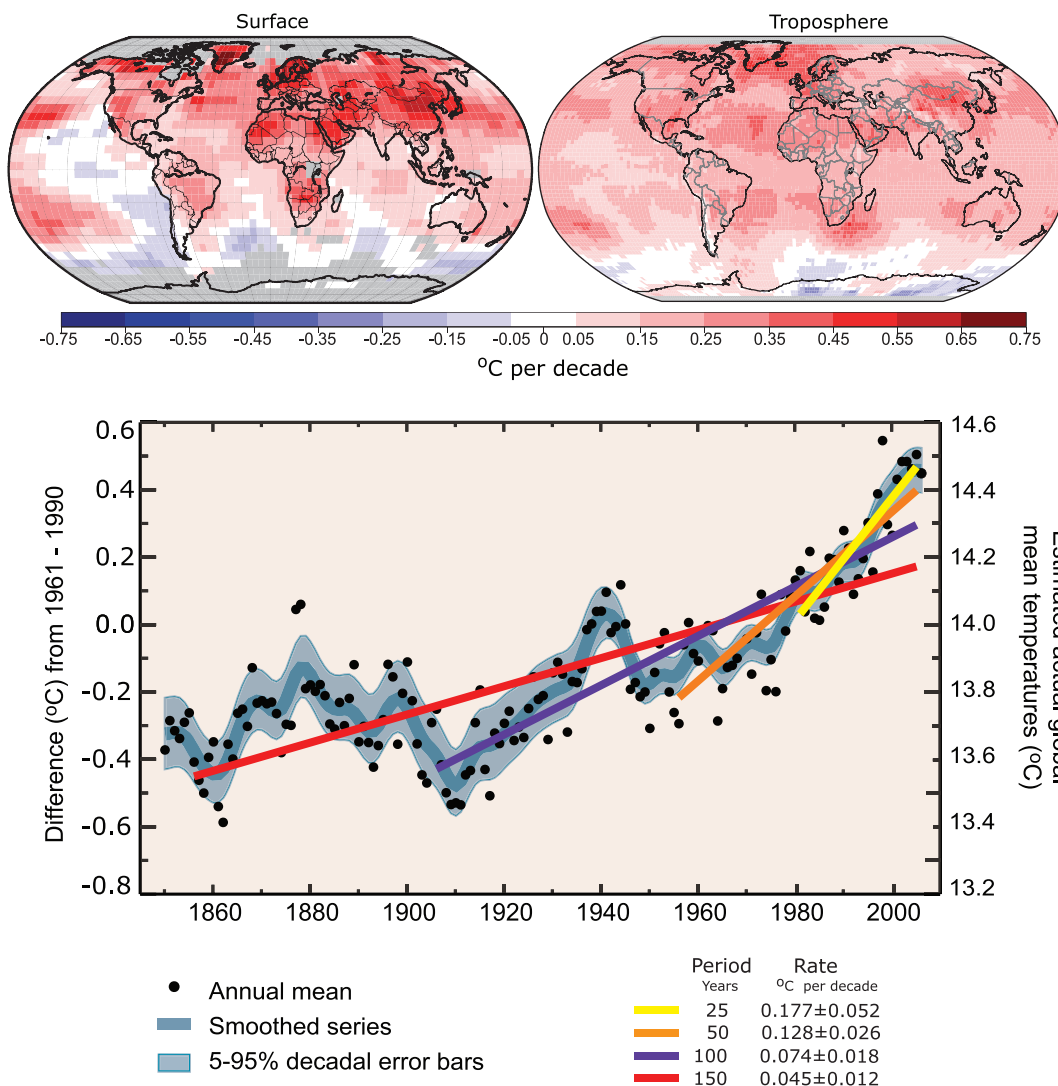 Surface
Troposphere
-0.75 -0.65 -0.55 -0.45 -0.35 -0.25 -0.15 -0.05 0 0.05 0.15 0.25 0.35 0.45 0.55 0.65 0.75
ºC per decade
Difference (ºC) from 1961 - 1990
0.6
0.4
0.2
0.0
-0.2
-0.4
-0.6
-0.8
14.6
14.4
14.2
14.0
13.8
13.6
13.4
13.2
Estimated actual global
mean temperatures (ºC)
1860 1880 1900 1920 1940 1960 1980 2000
Annual mean
Smoothed series
5-95% decadal error bars
Period Rate
Years ºC per decade
25 0.177±0.052
50 0.128±0.026
100 0.074±0.018
150 0.045±0.012